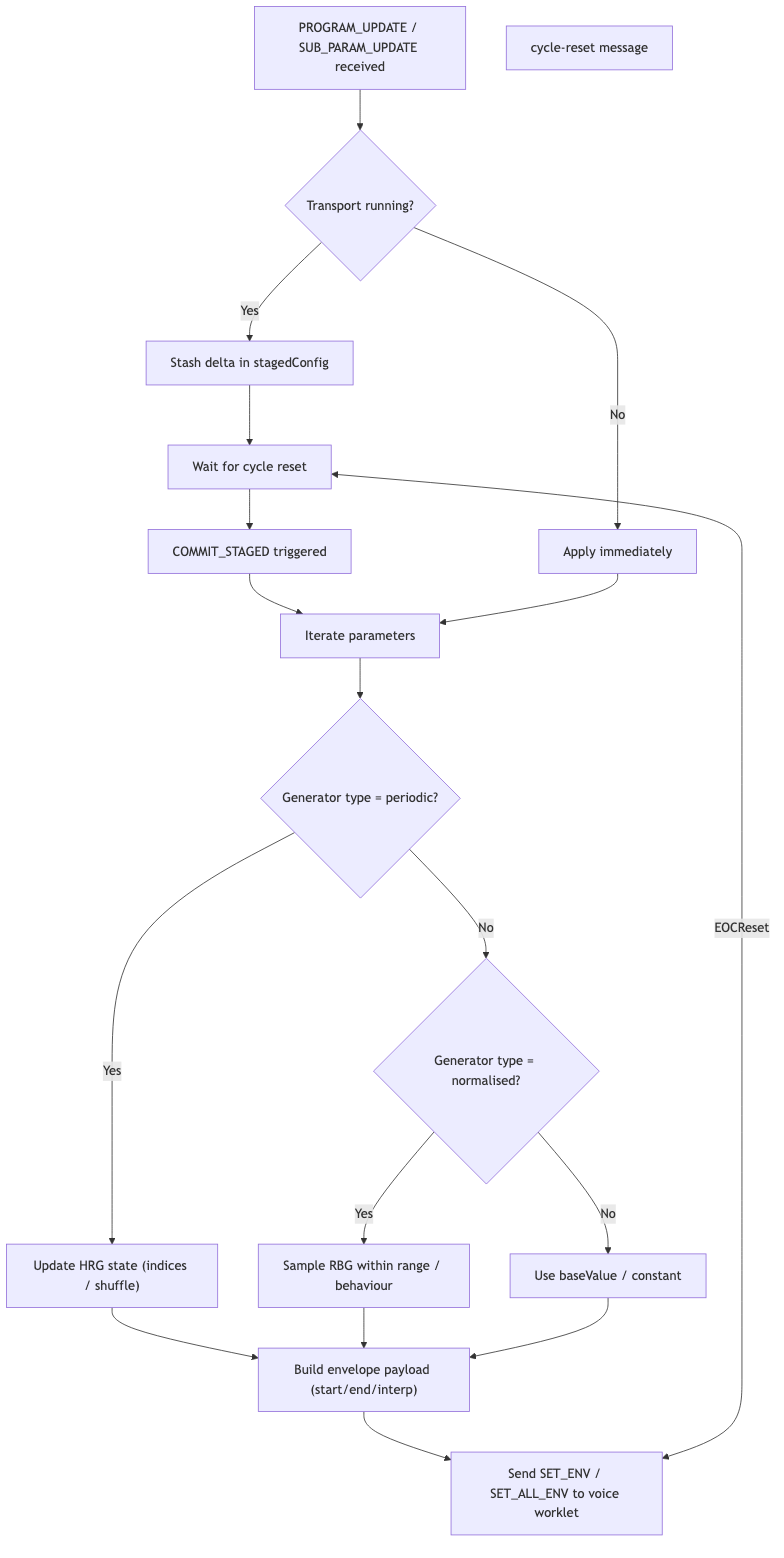 PROGRAM_UPDATE /
SUB_PARAM_UPDATE
received
cycle-reset message
Transport running?
Yes
Stash delta in stagedConfig
No
Wait for cycle reset
COMMIT_STAGED triggered
Apply immediately
Iterate parameters
Generator type = periodic?
EOCReset
No
Generator type =
normalised?
Yes
Yes
No
Update HRG state (indices
/ shuffle)
Sample RBG within range /
behaviour
Use baseValue / constant
Build envelope payload
(start/end/interp)
Send SET_ENV /
SET_ALL_ENV to voice
worklet